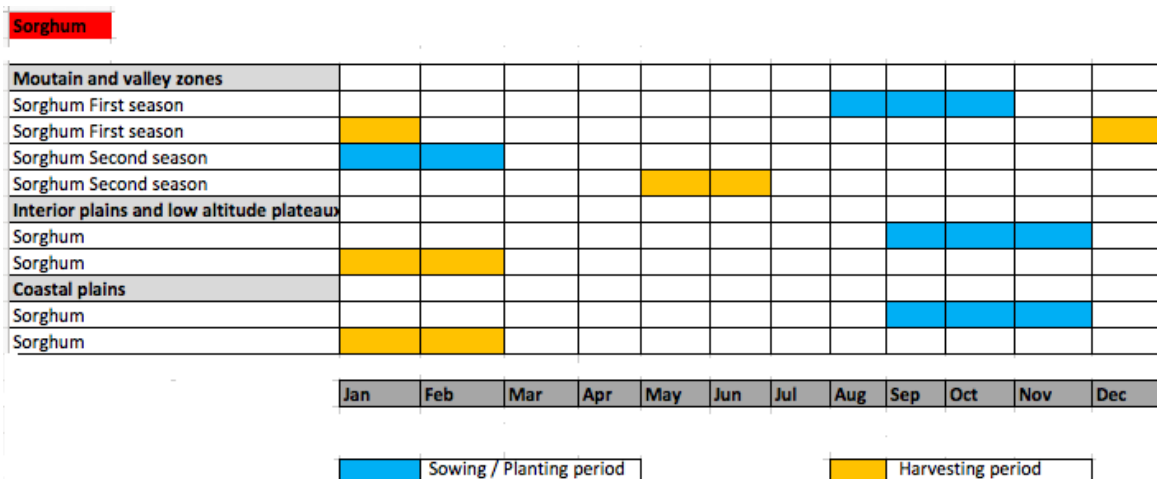 Sorghum
Moutain and valley zones
Sorghum First season
Sorghum First season
Sorghum Second season
Sorghum Second season
Interior plains and low altitude plateaux
Sorghum
Sorghum
Coastal plains
Sorghum
Sorghum
Jan Feb Mar Apr May Jun Jul Aug Sep Oct Nov Dec
Sowing / Planting period Harvesting period